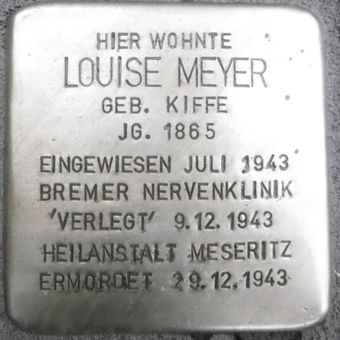 HIER WOHNTE
LOUISE MEYER
GEB. KIFFE
JG. 1865
EINGEWIESEN JULI 1943
BREMER NERVENKLINIK
'VERLEGT' 9.12.1943
HEILANSTALT MESERITZ
ERMORDET 29.12.1943